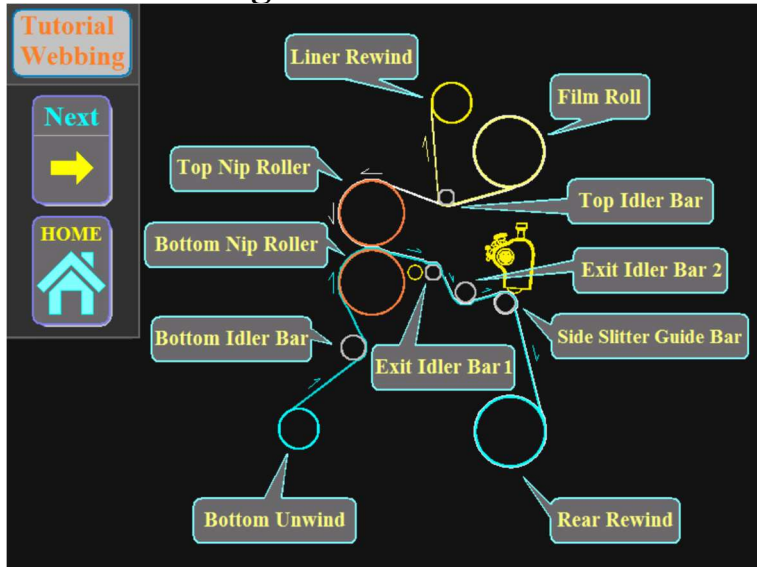 Tutorial
Webbing
Next
HOME
Liner Rewind
Film Roll
Top Nip Roller
Top Idler Bar
Bottom Nip Roller
Exit Idler Bar 2
Bottom Idler Bar
Side Slitter Guide Bar
Exit Idler Bar 1
Bottom Unwind
Rear Rewind